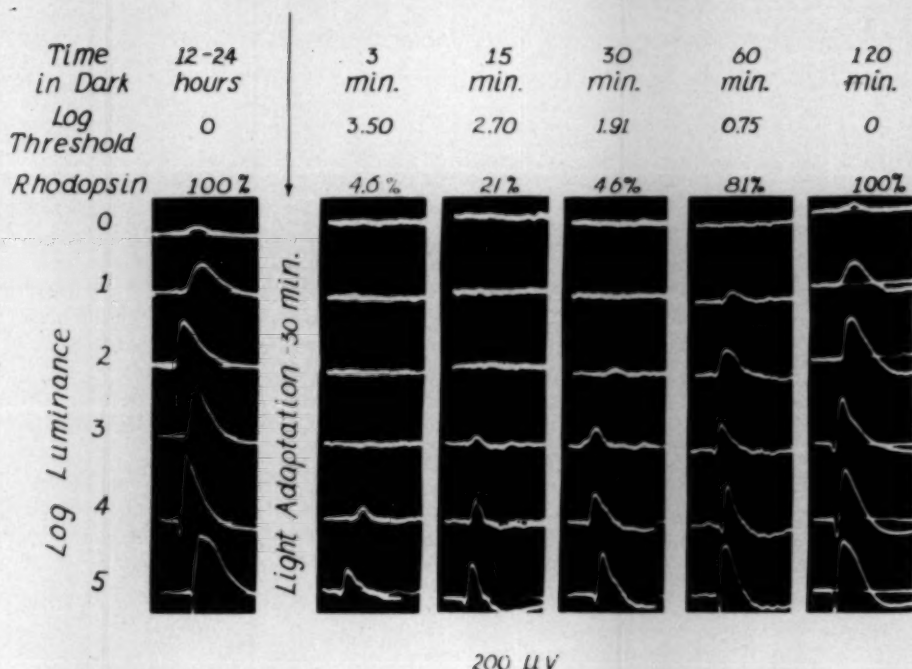 Time 12-24 3 15 30 60 120
in Dark hours min. min. min. min. min.
Log Threshold 0 3.50 2.70 1.91 0.75 0
Rhodopsin 100% 4.6% 21% 46% 81% 100%
0
1
2
3
4
5
Log Luminance
Light Adaptation - 30 min.
200 μV